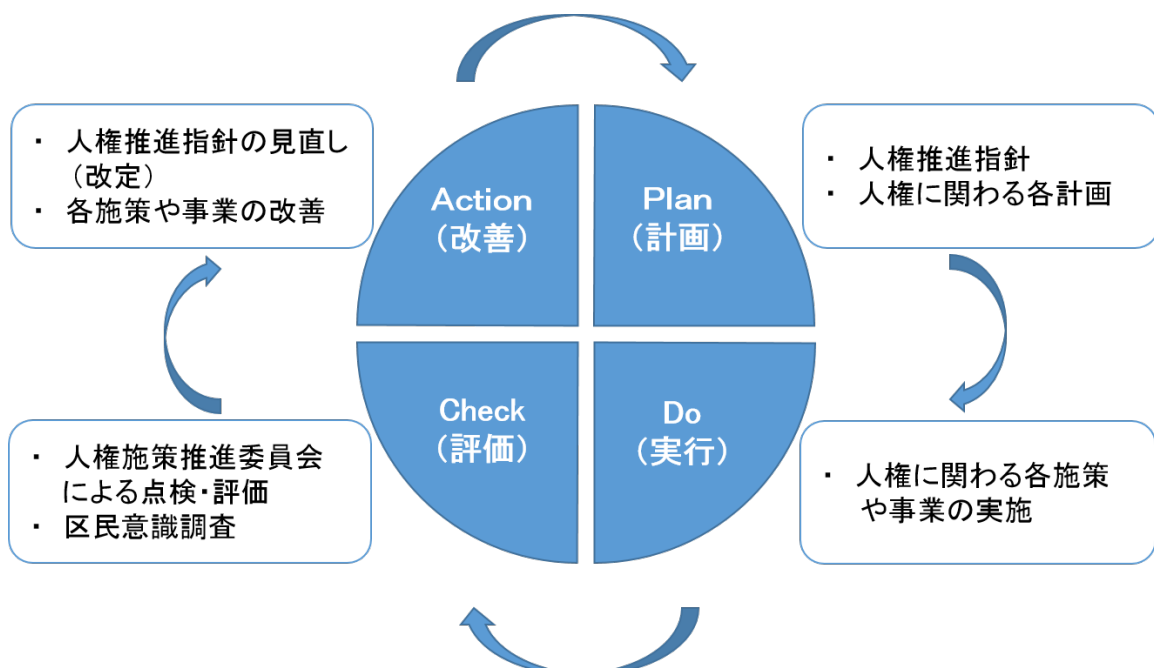 ・ 人権推進指針の見直し
（改定）
・ 各施策や事業の改善
Action
（改善）
Plan
（計画）
・ 人権推進指針
・ 人権に関わる各計画
・ 人権施策推進委員会
による点検・評価
・ 区民意識調査
Check
（評価）
Do
（実行）
・ 人権に関わる各施策
や事業の実施